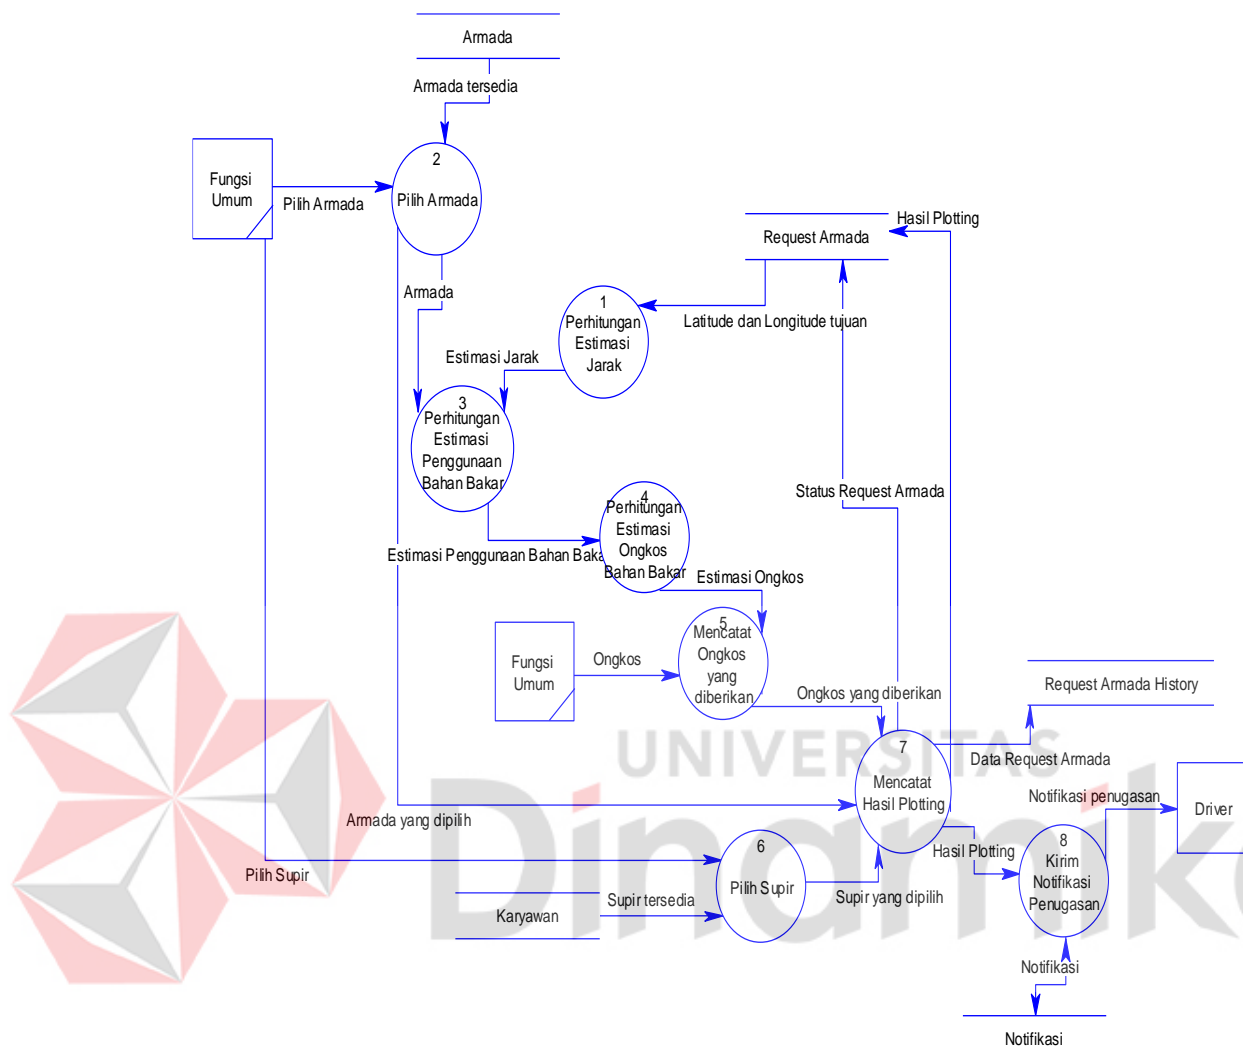 Armada
Armada tersedia
2
Pilih Armada
Fungsi
Umum
Pilih Armada
Hasil Plotting
Request Armada
Armada
1
Perhitungan
Estimasi
Jarak
Latitude dan Longitude tujuan
Estimasi Jarak
3
Perhitungan
Estimasi
Penggunaan
Bahan Bakar
Status Request Armada
4
Perhitungan
Estimasi
Ongkos
Bahan Bakar
Estimasi Penggunaan Bahan Baka
Estimasi Ongkos
5
Mencatat
Ongkos
yang
diberikan
Fungsi
Umum
Ongkos
Ongkos yang diberikan
Request Armada History
UNIVERSITAS
Dinamika
7
Mencatat
Hasil Plotting
Data Request Armada
Notifikasi penugasan
Driver
Armada yang dipilih
6
Pilih Supir
Hasil Plotting
8
Kirim
Notifikasi
Penugasan
Pilih Supir
Supir tersedia
Supir yang dipilih
Karyawan
Notifikasi
Notifikasi